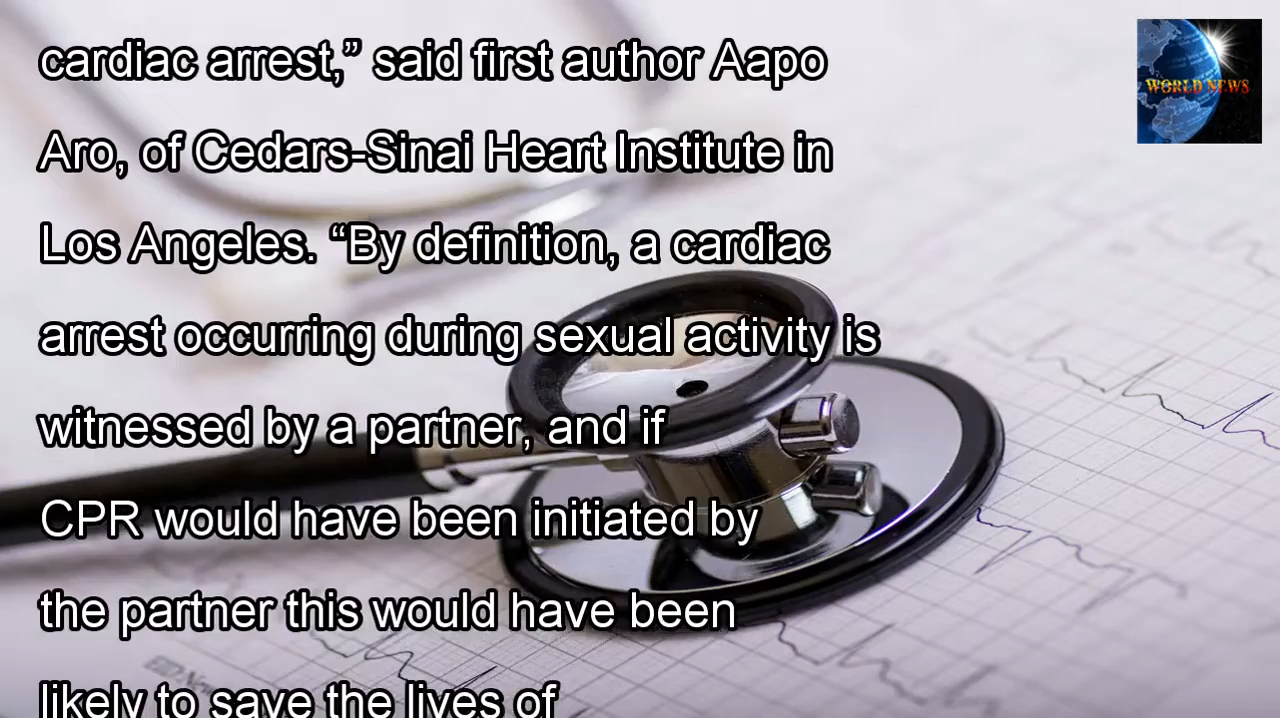 cardiac arrest,” said first author Aapo
Aro, of Cedars-Sinai Heart Institute in
Los Angeles. “By definition, a cardiac
arrest occurring during sexual activity is
witnessed by a partner, and if
CPR would have been initiated by
the partner this would have been
likely to save the lives of
WORLD NEWS